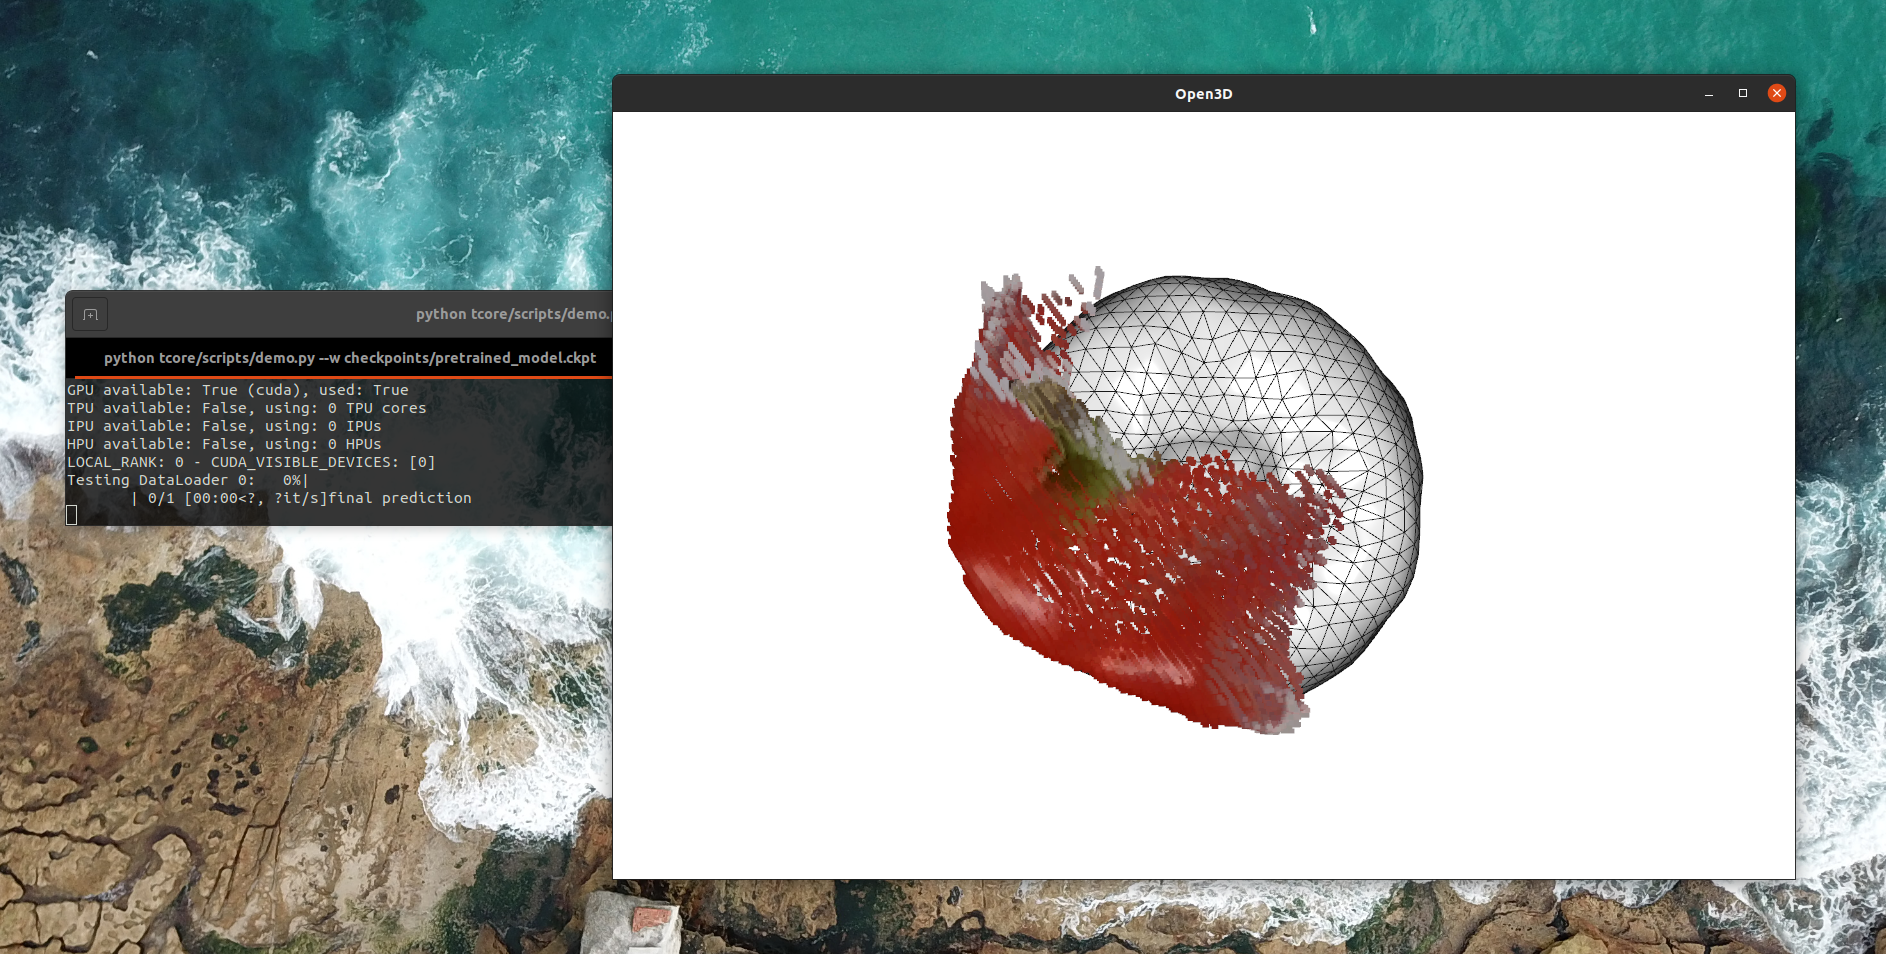 Open3D
python tcore/scripts/demo.p
python tcore/scripts/demo.py --w checkpoints/pretrained_model.ckpt
GPU available: True (cuda), used: True
TPU available: False, using: 0 TPU cores
IPU available: False, using: 0 IPUs
HPU available: False, using: 0 HPUs
LOCAL_RANK: 0 - CUDA_VISIBLE_DEVICES: [0]
Testing DataLoader 0:   0%|
| 0/1 [00:00<?, ?it/s]final prediction